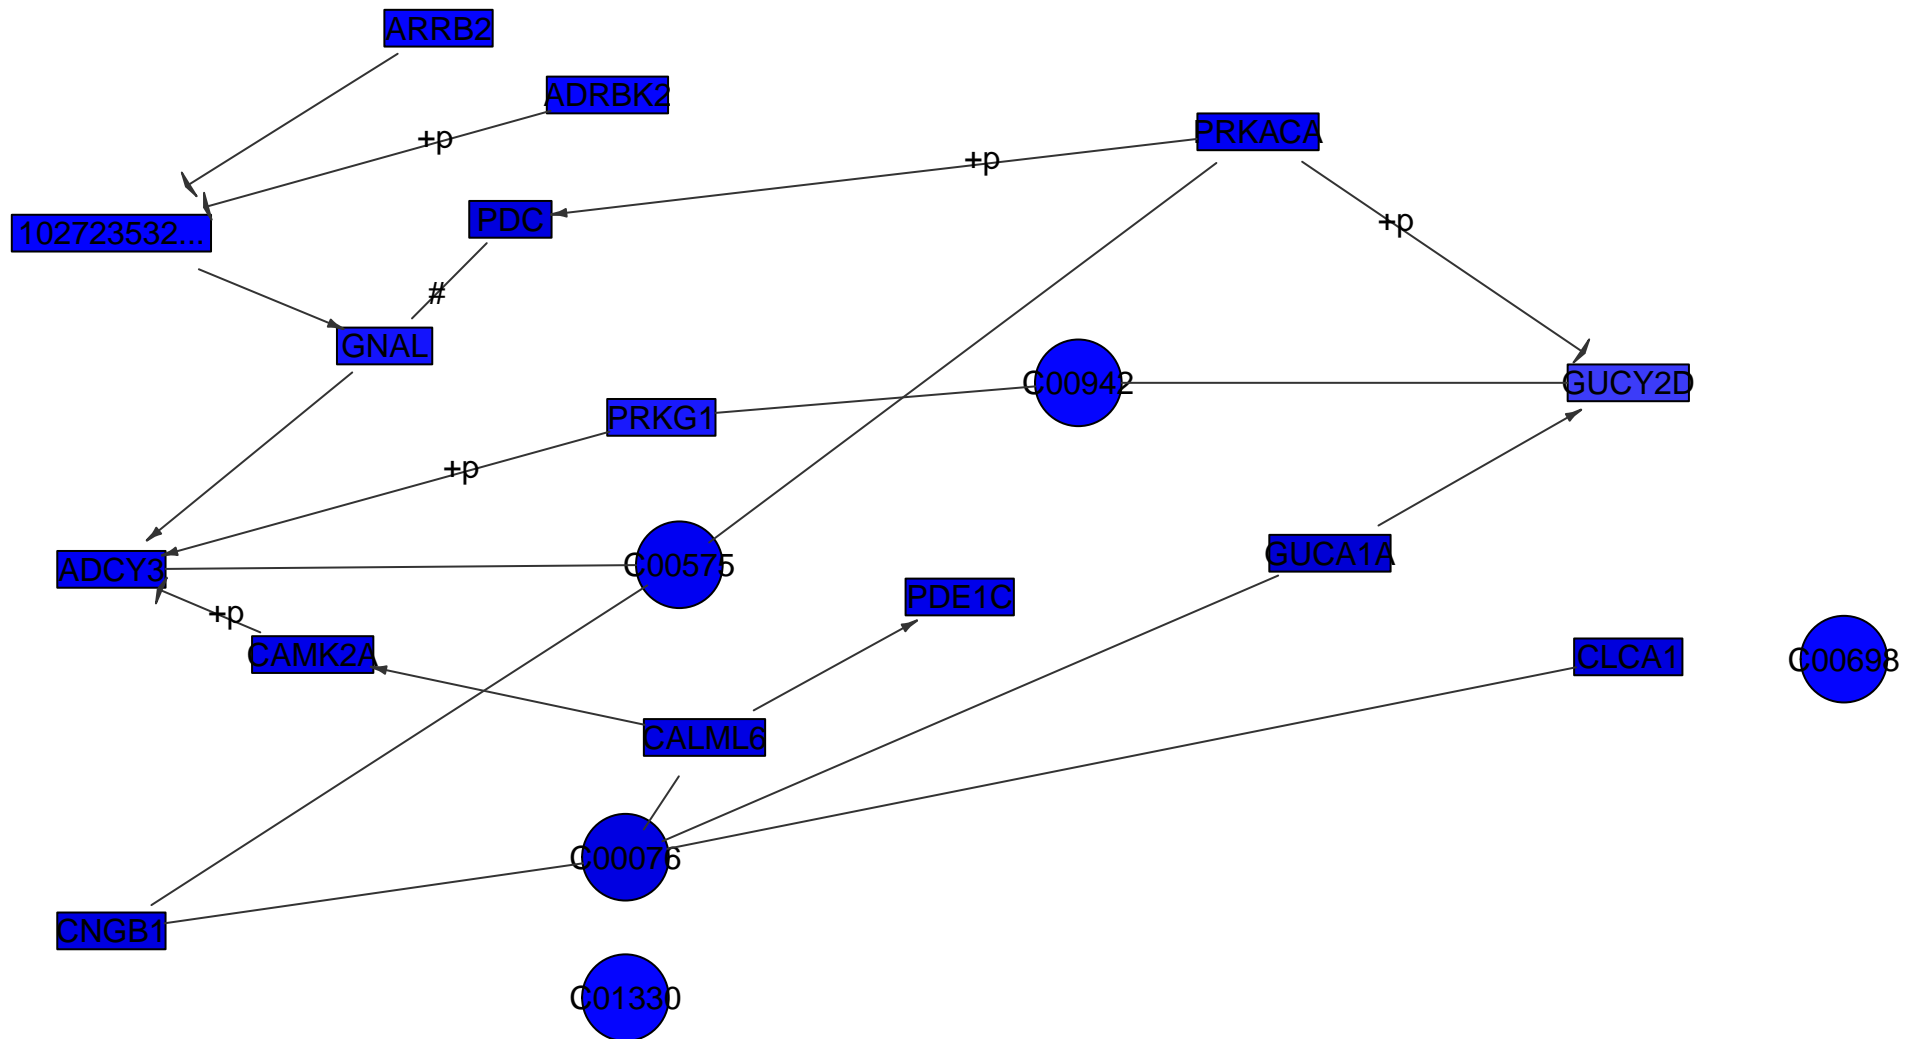 ARRB2
ADRBK2
PRKACA
+p
+p
PDC
+p
102723532...
#
GNAL
C00942
GUCY2D
PRKG1
+p
GUCA1A
C00575
ADCY3
PDE1C
+p
CAMK2A
CLCA1
C00698
CALML6
C00076
CNGB1
C01330